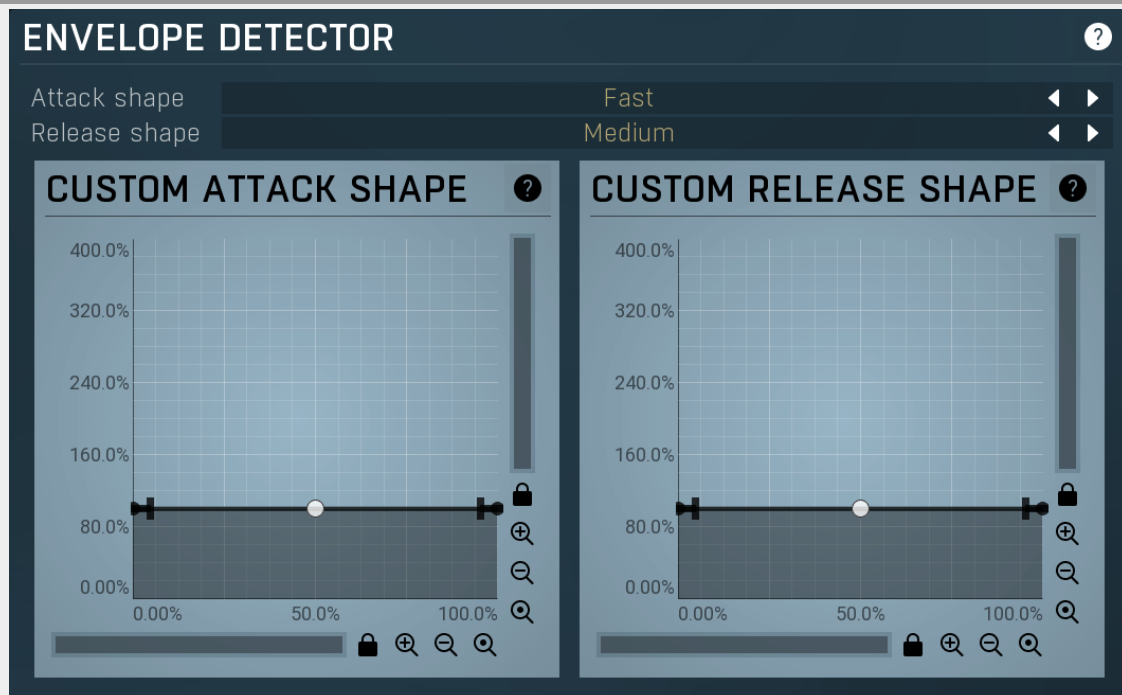 ENVELOPE DETECTOR ?
Attack shape Fast
Release shape Medium
CUSTOM ATTACK SHAPE ?
400.0%
320.0%
240.0%
160.0%
80.0%
0.00%
0.00% 50.0% 100.0%
CUSTOM RELEASE SHAPE ?
400.0%
320.0%
240.0%
160.0%
80.0%
0.00%
0.00% 50.0% 100.0%